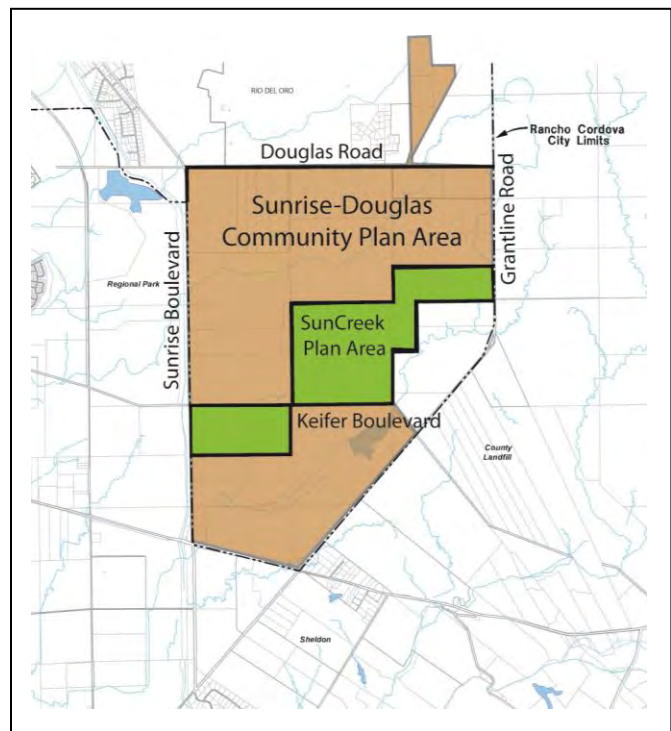 RIO DEL ORO
Rancho Cordova
City Limits
Douglas Road
Sunrise-Douglas
Community Plan Area
Grantline Road
Regional Park
Sunrise Boulevard
SunCreek
Plan Area
Keifer Boulevard
County
Landfill
Sheldon